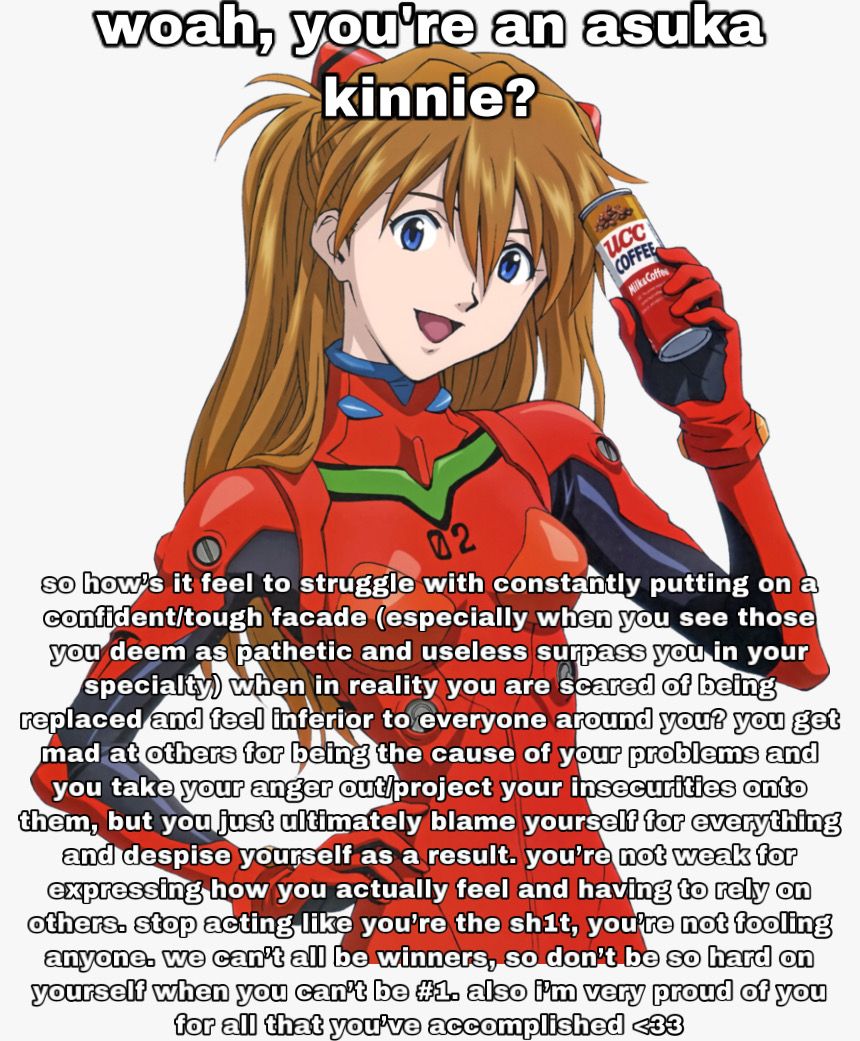 woah, you're an asuka
kinnie?
UCC
COFFEE
Milk&Coffee
02
so how's it feel to struggle with constantly putting on a
confident/tough facade (especially when you see those
you deem as pathetic and useless surpass you in your
specialty) when in reality you are scared of being
replaced and feel inferior to everyone around you? you get
mad at others for being the cause of your problems and
you take your anger out/project your insecurities onto
them, but you just ultimately blame yourself for everything
and despise yourself as a result. you're not weak for
expressing how you actually feel and having to rely on
others. stop acting like you're the sh1t, you're not fooling
anyone. we can't all be winners, so don't be so hard on
yourself when you can't be #1. also i'm very proud of you
for all that you've accomplished <33